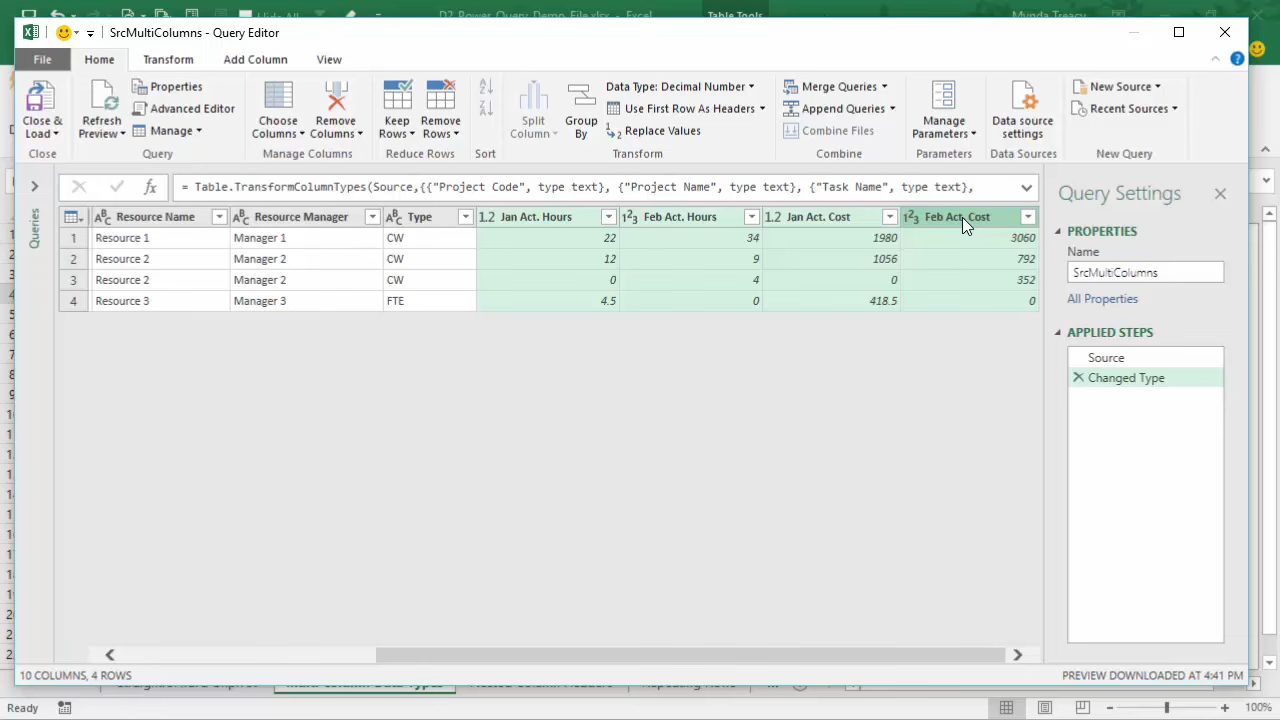 SrcMultiColumns - Query Editor
File Home Transform Add Column View
Close & Load
Refresh Preview
Properties
Advanced Editor
Manage
Choose Columns
Remove Columns
Keep Rows
Remove Rows
Split Column
Group By
Data Type: Decimal Number
Use First Row As Headers
Replace Values
Merge Queries
Append Queries
Combine Files
Manage Parameters
Data source settings
New Source
Recent Sources
Close Query Manage Columns Reduce Rows Sort Transform Combine Parameters Data Sources New Query
= Table.TransformColumnTypes(Source,{{"Project Code", type text}, {"Project Name", type text}, {"Task Name", type text},
Queries
Resource Name Resource Manager Type Jan Act. Hours Feb Act. Hours Jan Act. Cost Feb Act. Cost
1 Resource 1 Manager 1 CW 22 34 1980 3060
2 Resource 2 Manager 2 CW 12 9 1056 792
3 Resource 2 Manager 2 CW 0 4 0 352
4 Resource 3 Manager 3 FTE 4.5 0 418.5 0
Query Settings
PROPERTIES
Name
SrcMultiColumns
All Properties
APPLIED STEPS
Source
Changed Type
10 COLUMNS, 4 ROWS
PREVIEW DOWNLOADED AT 4:41 PM
Ready
100%